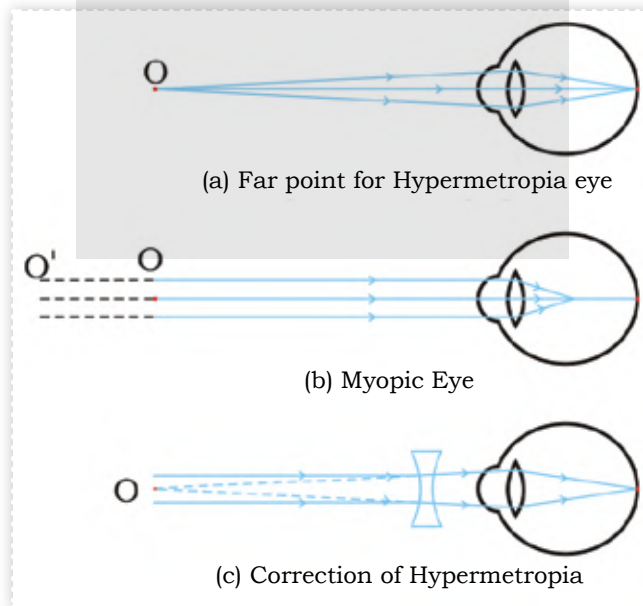 O
(a) Far point for Hypermetropia eye
O' O
(b) Myopic Eye
O
(c) Correction of Hypermetropia